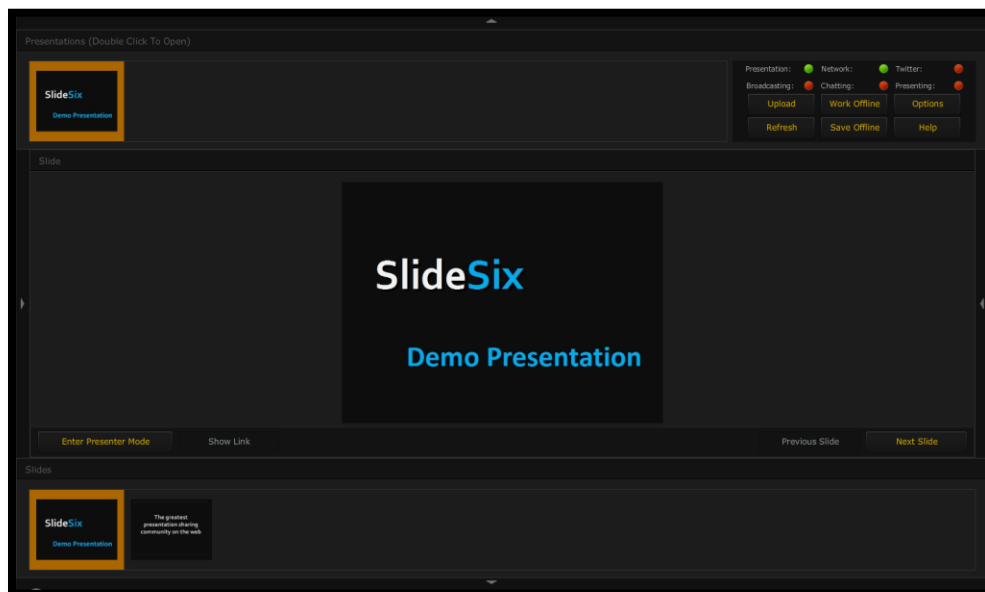 Presentations (Double Click To Open)
SlideSix
Demo Presentation
Presentation: Network: Twitter:
Broadcasting: Chatting: Presenting:
Upload Work Offline Options
Refresh Save Offline Help
Slide
SlideSix
Demo Presentation
Enter Presenter Mode Show Link Previous Slide Next Slide
Slides
SlideSix
Demo Presentation
The greatest
presentation sharing
community on the web